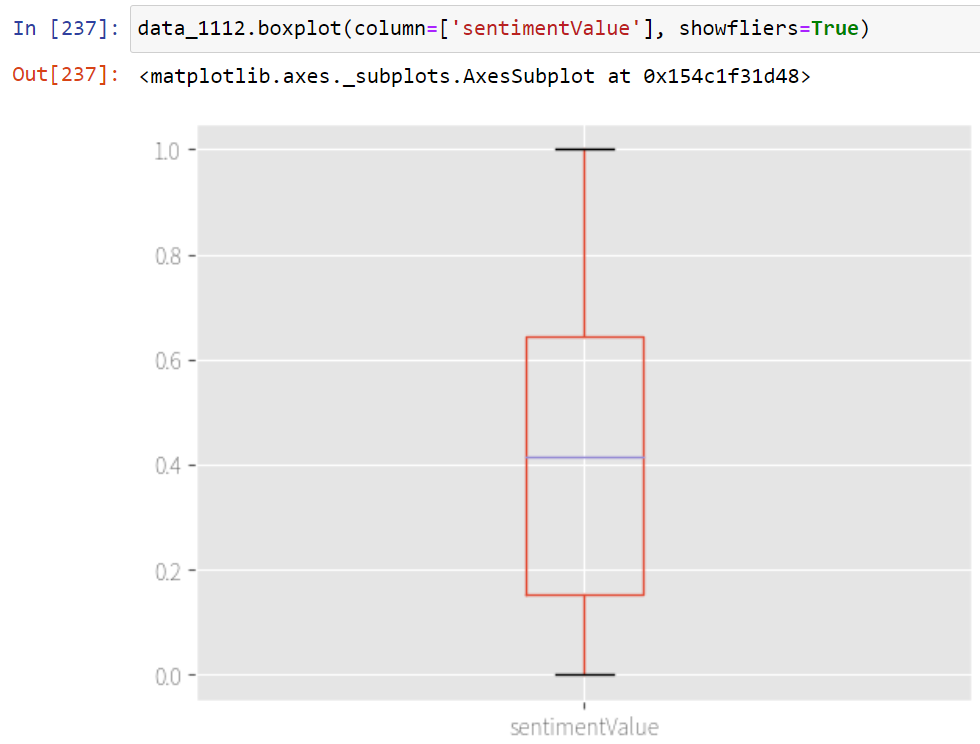 In [237]: data_1112.boxplot(column=['sentimentValue'], showfliers=True)
Out[237]: <matplotlib.axes._subplots.AxesSubplot at 0x154c1f31d48>
1.0
0.8
0.6
0.4
0.2
0.0
sentimentValue